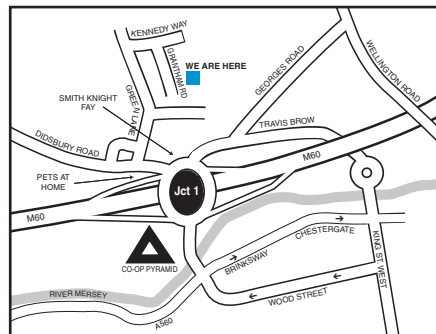 KENNEDY WAY
GRANTHAM RD
WE ARE HERE
GREEN LANE
GEORGES ROAD
WELLINGTON ROAD
SMITH KNIGHT
FAY
TRAVIS BROW
DIDSBURY ROAD
M60
PETS AT
HOME
Jct 1
M60
CHESTERGATE
KING ST. WEST
CO-OP PYRAMID
BRINKSWAY
RIVER MERSEY
WOOD STREET
A560